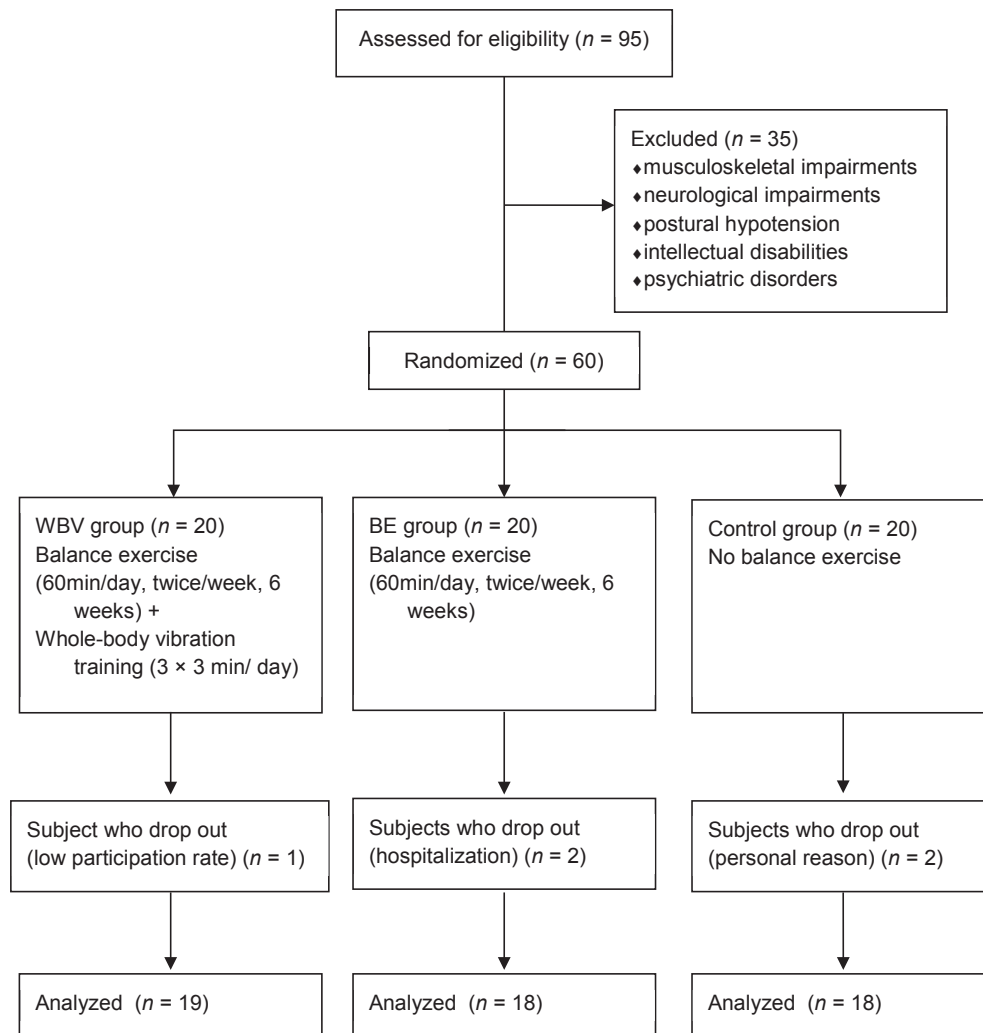 Assessed for eligibility (n = 95)
Excluded (n = 35)
♦musculoskeletal impairments
♦neurological impairments
♦postural hypotension
♦intellectual disabilities
♦psychiatric disorders
Randomized (n = 60)
WBV group (n = 20)
Balance exercise
(60min/day, twice/week, 6
weeks) +
Whole-body vibration
training (3 × 3 min/ day)
BE group (n = 20)
Balance exercise
(60min/day, twice/week, 6
weeks)
Control group (n = 20)
No balance exercise
Subject who drop out
(low participation rate) (n = 1)
Subjects who drop out
(hospitalization) (n = 2)
Subjects who drop out
(personal reason) (n = 2)
Analyzed (n = 19)
Analyzed (n = 18)
Analyzed (n = 18)